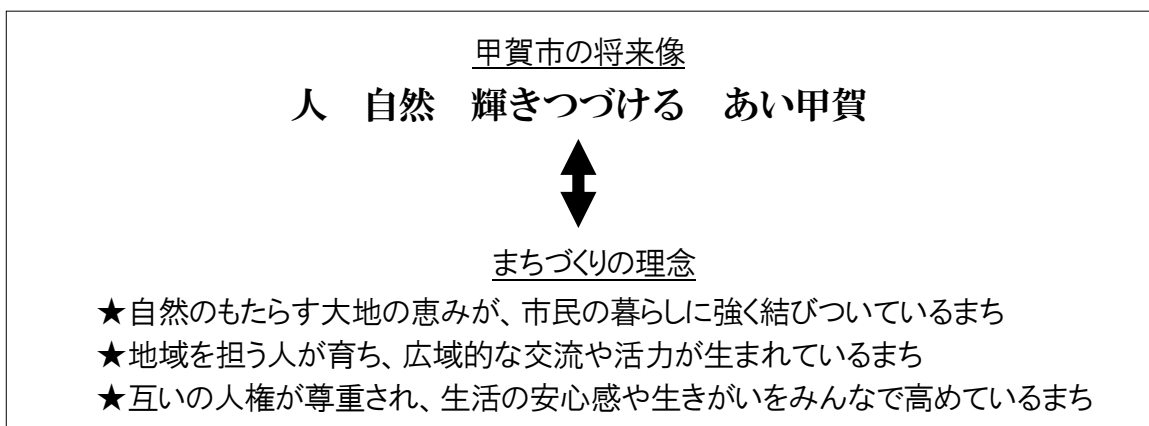 甲賀市の将来像
人　自然　輝きつづける　あい甲賀
まちづくりの理念
★自然のもたらす大地の恵みが、市民の暮らしに強く結びついているまち
★地域を担う人が育ち、広域的な交流や活力が生まれているまち
★互いの人権が尊重され、生活の安心感や生きがいをみんなで高めているまち